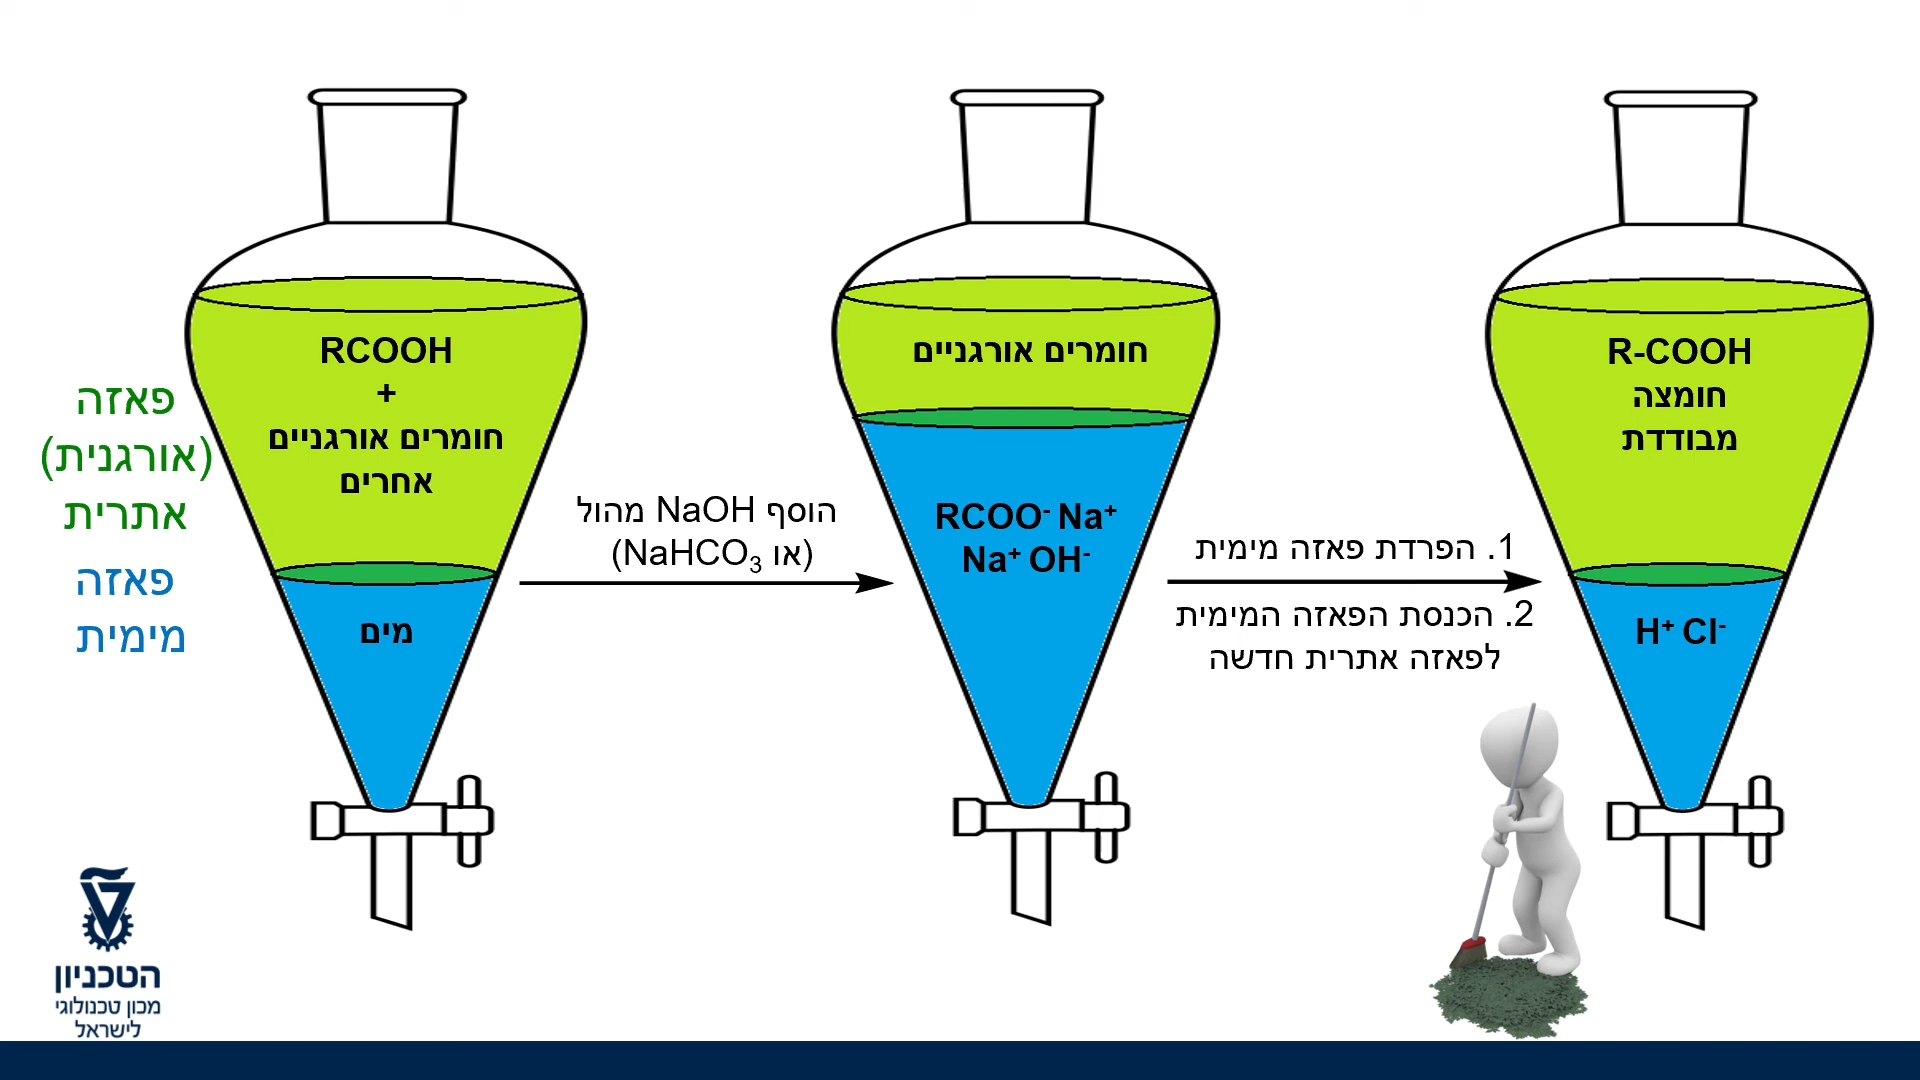 פאזה
(אורגנית)
אתרית
פאזה
מימית
RCOOH
+
חומרים אורגניים
אחרים
מים
הוסף NaOH מהול
(או NaHCO₃)
חומרים אורגניים
RCOO⁻ Na⁺
Na⁺ OH⁻
1. הפרדת פאזה מימית
2. הכנסת הפאזה המימית
לפאזה אתרית חדשה
R-COOH
חומצה
מבודדת
H⁺ Cl⁻
הטכניון
מכון טכנולוגי
לישראל